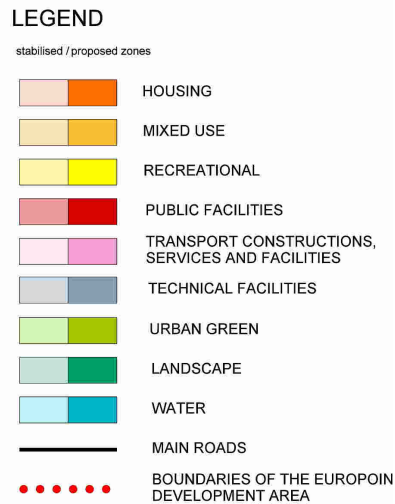 LEGEND
stabilised / proposed zones
HOUSING
MIXED USE
RECREATIONAL
PUBLIC FACILITIES
TRANSPORT CONSTRUCTIONS,
SERVICES AND FACILITIES
TECHNICAL FACILITIES
URBAN GREEN
LANDSCAPE
WATER
MAIN ROADS
BOUNDARIES OF THE EUROPOIN
DEVELOPMENT AREA